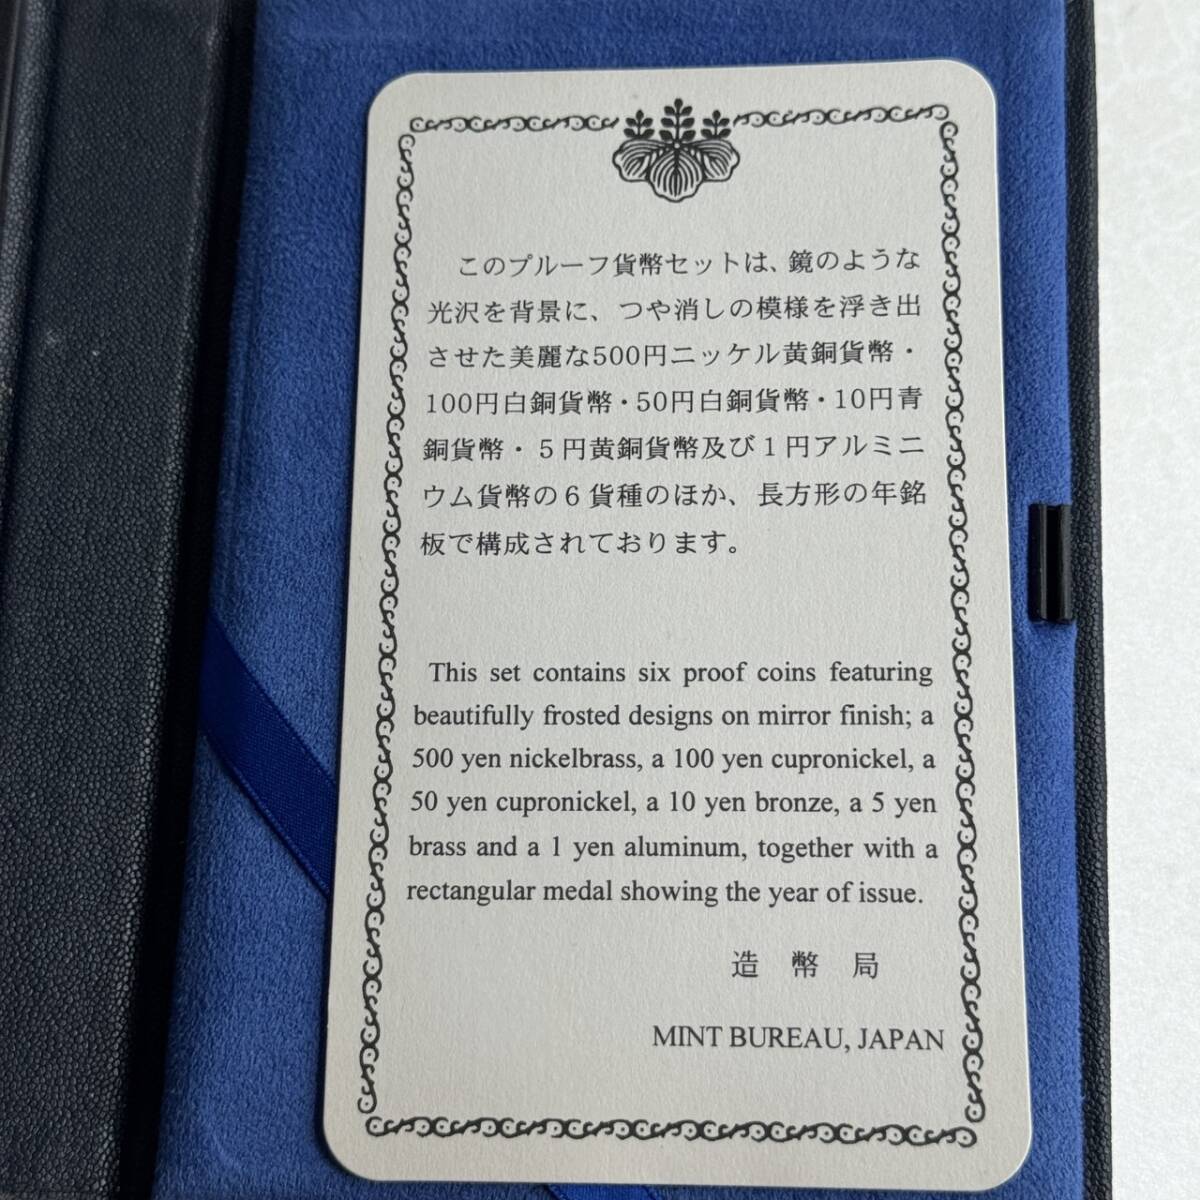 このプルーフ貨幣セットは、鏡のような
光沢を背景に、つや消しの模様を浮き出
させた美麗な500円ニッケル黄銅貨幣・
100円白銅貨幣・50円白銅貨幣・10円青
銅貨幣・5円黄銅貨幣及び1円アルミニ
ウム貨幣の6貨種のほか、長方形の年銘
板で構成されております。
This set contains six proof coins featuring
beautifully frosted designs on mirror finish; a
500 yen nickelbrass, a 100 yen cupronickel, a
50 yen cupronickel, a 10 yen bronze, a 5 yen
brass and a 1 yen aluminum, together with a
rectangular medal showing the year of issue.
造 幣 局
MINT BUREAU, JAPAN